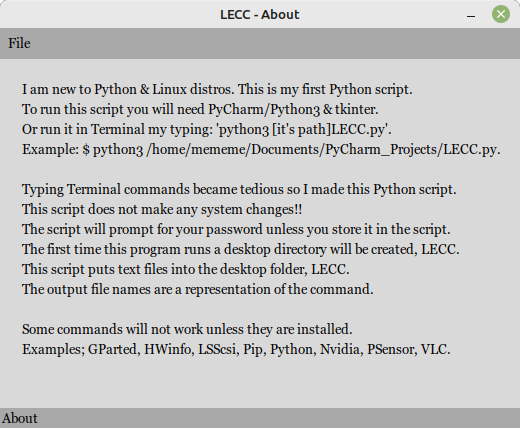 LECC - About
File
I am new to Python & Linux distros. This is my first Python script.
To run this script you will need PyCharm/Python3 & tkinter.
Or run it in Terminal my typing: 'python3 [it's path]LECC.py'.
Example: $ python3 /home/mememe/Documents/PyCharm_Projects/LECC.py.
Typing Terminal commands became tedious so I made this Python script.
This script does not make any system changes!!
The script will prompt for your password unless you store it in the script.
The first time this program runs a desktop directory will be created, LECC.
This script puts text files into the desktop folder, LECC.
The output file names are a representation of the command.
Some commands will not work unless they are installed.
Examples; GParted, HWinfo, LSScsi, Pip, Python, Nvidia, PSensor, VLC.
About